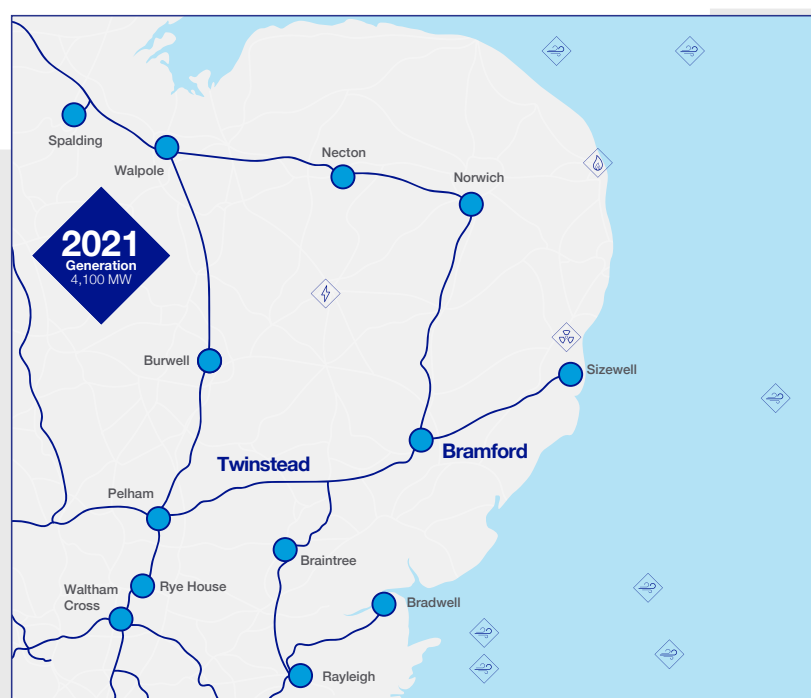 Spalding
Walpole
Necton
Norwich
2021
Generation
4,100 MW
Burwell
Sizewell
Bramford
Twinstead
Pelham
Braintree
Rye House
Waltham
Cross
Bradwell
Rayleigh